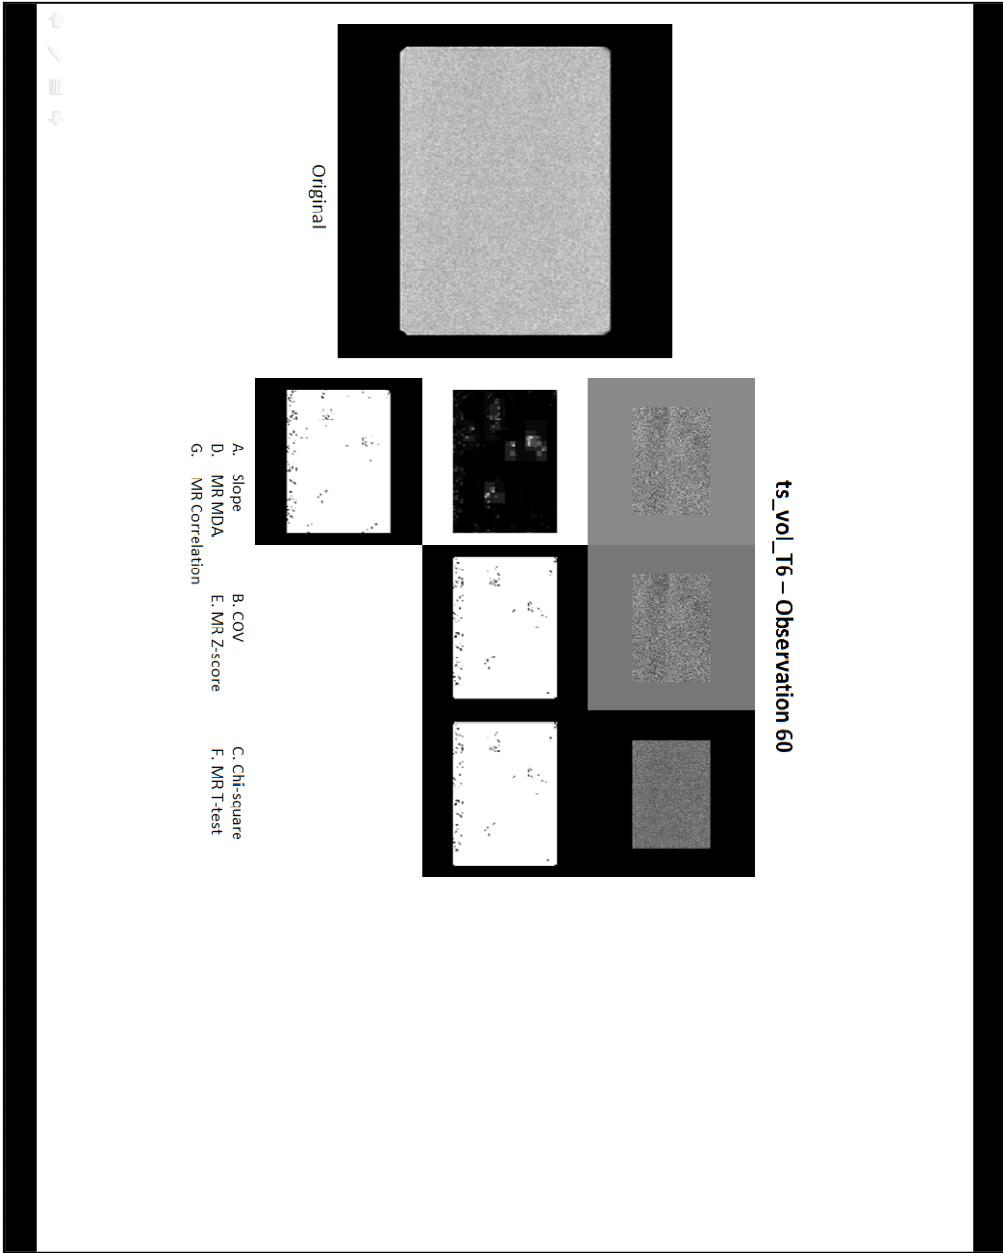 ts_vol_T6 – Observation 60
Original
A. Slope B. COV C. Chi-square
D. MR MDA E. MR Z-score F. MR T-test
G. MR Correlation